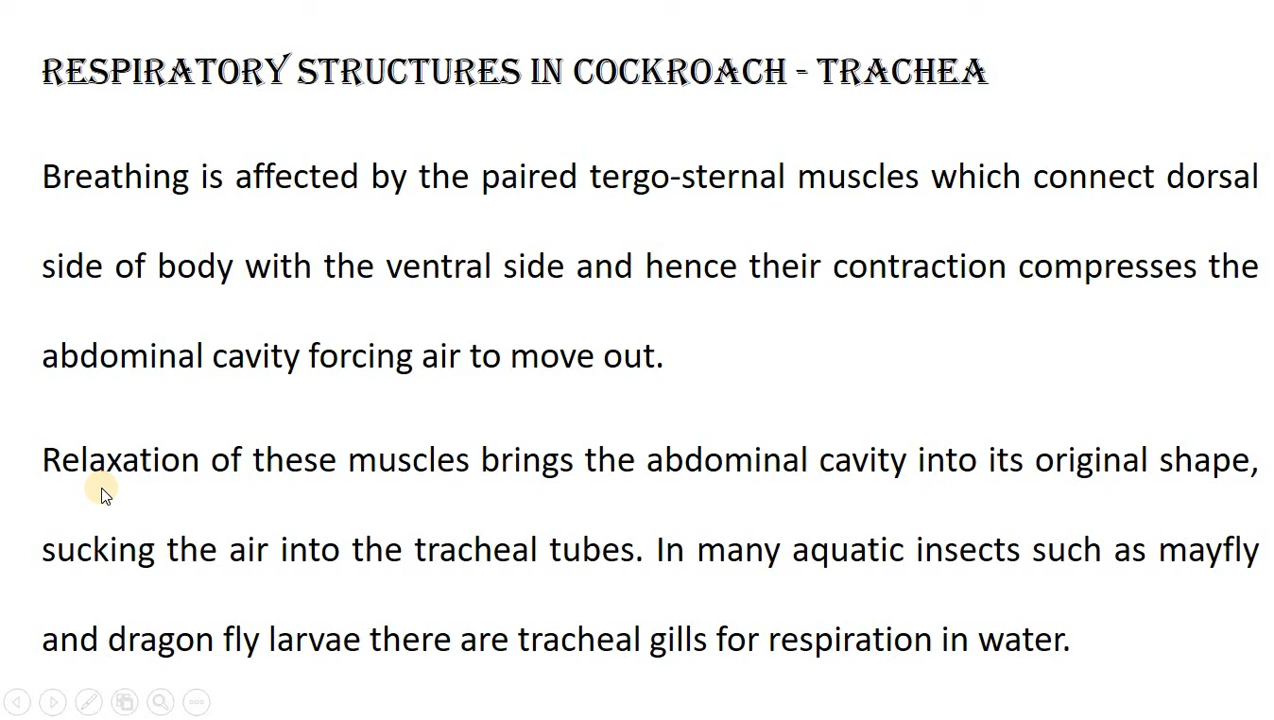 RESPIRATORY STRUCTURES IN COCKROACH - TRACHEA
Breathing is affected by the paired tergo-sternal muscles which connect dorsal
side of body with the ventral side and hence their contraction compresses the
abdominal cavity forcing air to move out.
Relaxation of these muscles brings the abdominal cavity into its original shape,
sucking the air into the tracheal tubes. In many aquatic insects such as mayfly
and dragon fly larvae there are tracheal gills for respiration in water.